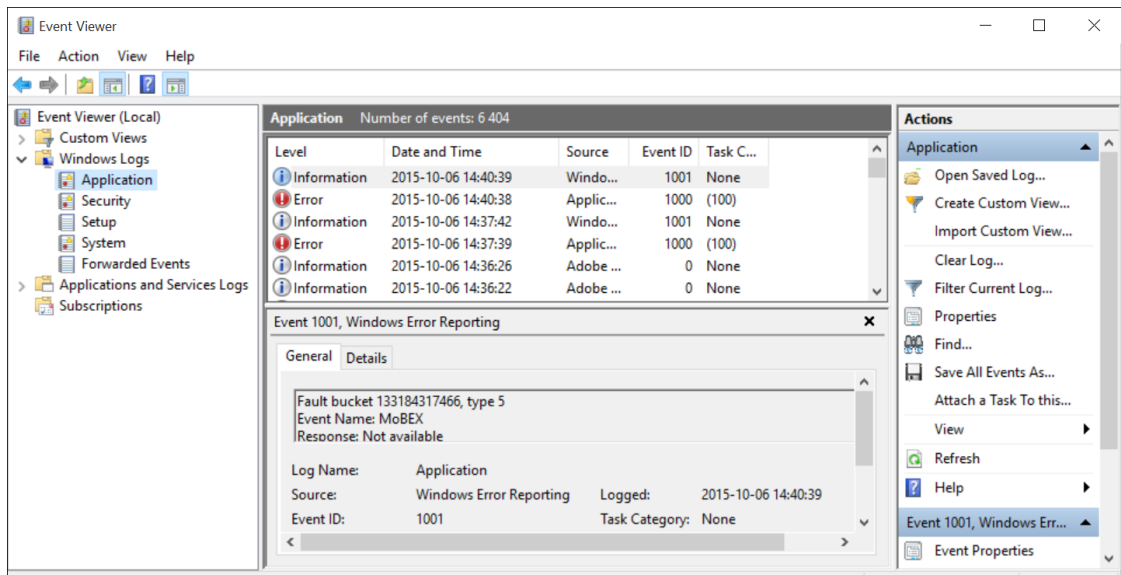 Event Viewer
File Action View Help
Event Viewer (Local)
Custom Views
Windows Logs
Application
Security
Setup
System
Forwarded Events
Applications and Services Logs
Subscriptions
Application Number of events: 6 404
Level Date and Time Source Event ID Task C...
Information 2015-10-06 14:40:39 Windo... 1001 None
Error 2015-10-06 14:40:38 Applic... 1000 (100)
Information 2015-10-06 14:37:42 Windo... 1001 None
Error 2015-10-06 14:37:39 Applic... 1000 (100)
Information 2015-10-06 14:36:26 Adobe ... 0 None
Information 2015-10-06 14:36:22 Adobe ... 0 None
Event 1001, Windows Error Reporting
General Details
Fault bucket 133184317466, type 5
Event Name: MoBEX
Response: Not available
Log Name: Application
Source: Windows Error Reporting Logged: 2015-10-06 14:40:39
Event ID: 1001 Task Category: None
Actions
Application
Open Saved Log...
Create Custom View...
Import Custom View...
Clear Log...
Filter Current Log...
Properties
Find...
Save All Events As...
Attach a Task To this...
View
Refresh
Help
Event 1001, Windows Err...
Event Properties